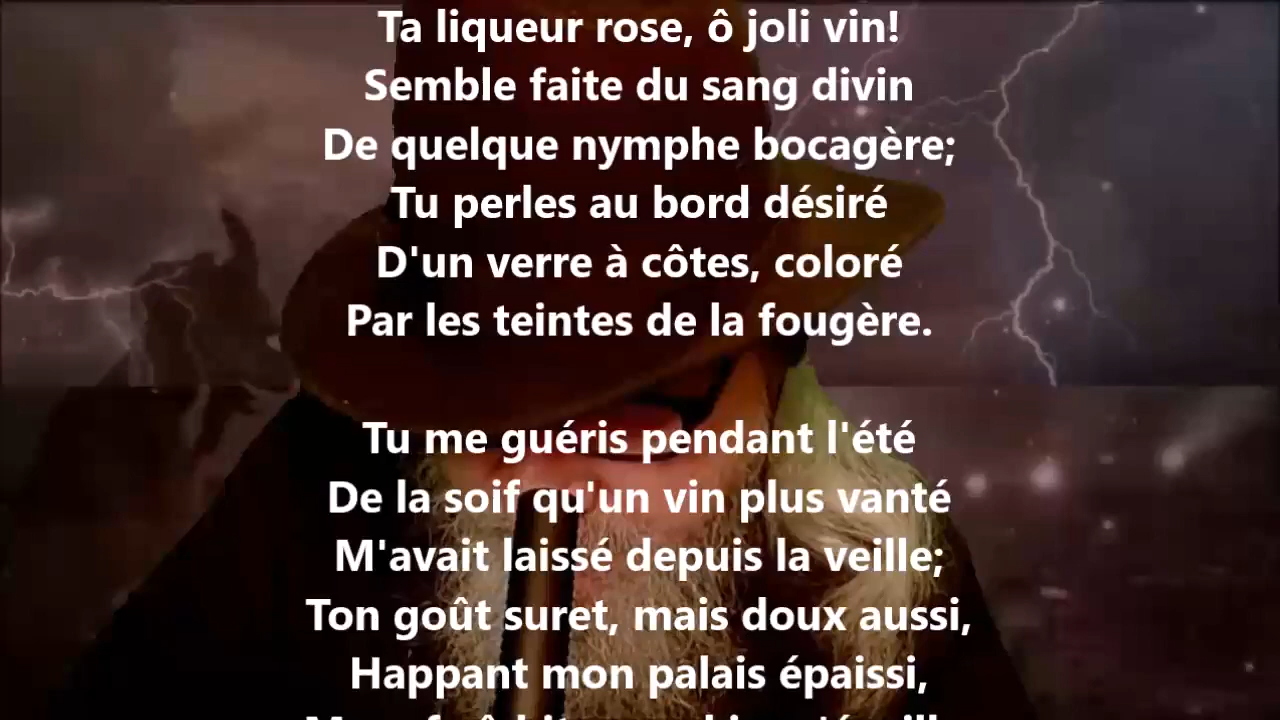 Ta liqueur rose, ô joli vin!
Semble faite du sang divin
De quelque nymphe bocagère;
Tu perles au bord désiré
D'un verre à côtes, coloré
Par les teintes de la fougère.
Tu me guéris pendant l'été
De la soif qu'un vin plus vanté
M'avait laissé depuis la veille;
Ton goût suret, mais doux aussi,
Happant mon palais épaissi,